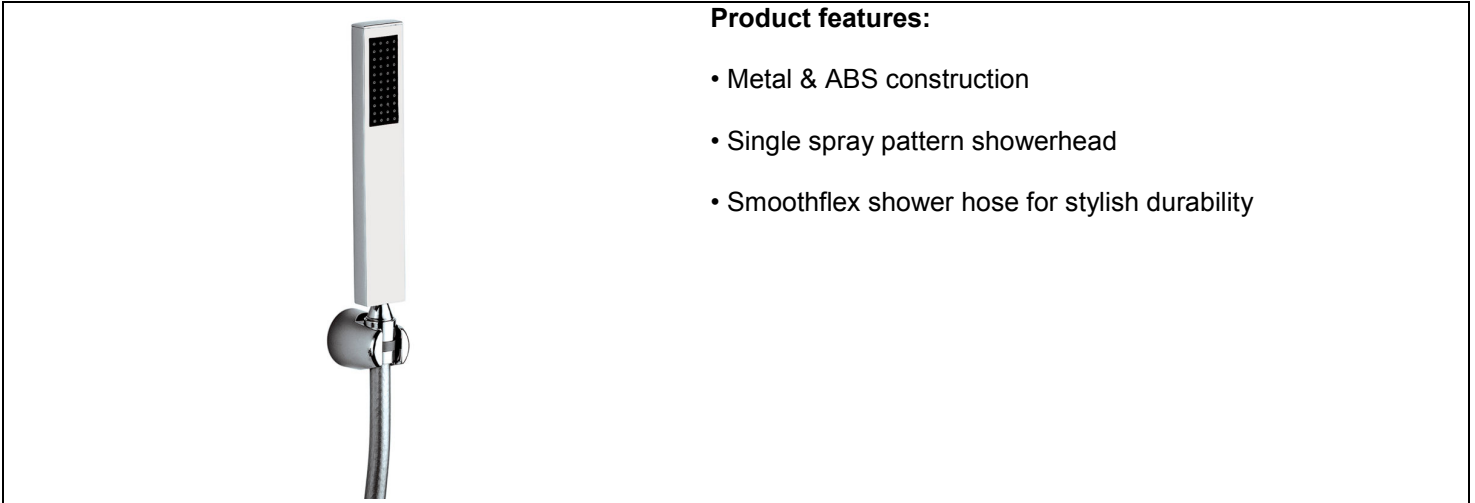 Product features:
• Metal & ABS construction
• Single spray pattern showerhead
• Smoothflex shower hose for stylish durability